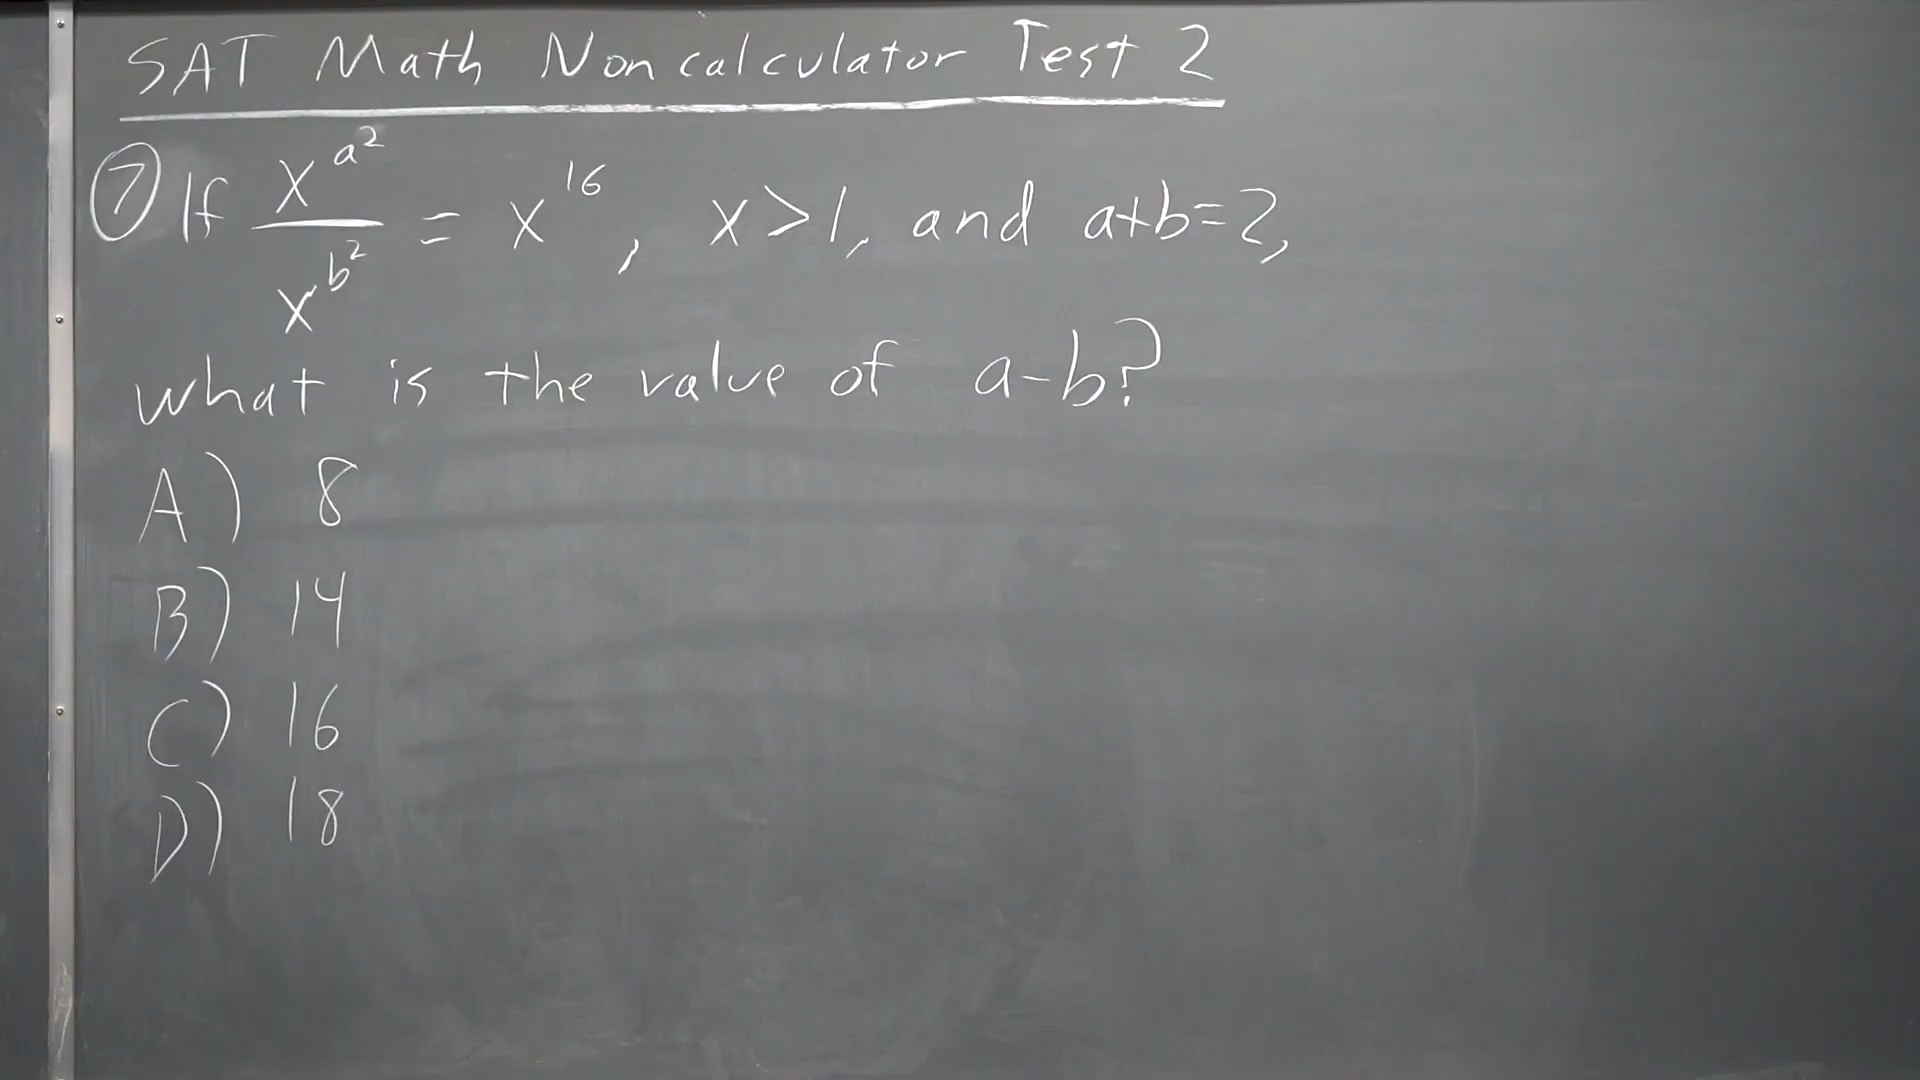 SAT Math Noncalculator Test 2
⑦ If x^a² / x^b² = x^16, x>1, and a+b=2,
what is the value of a-b?
A) 8
B) 14
C) 16
D) 18